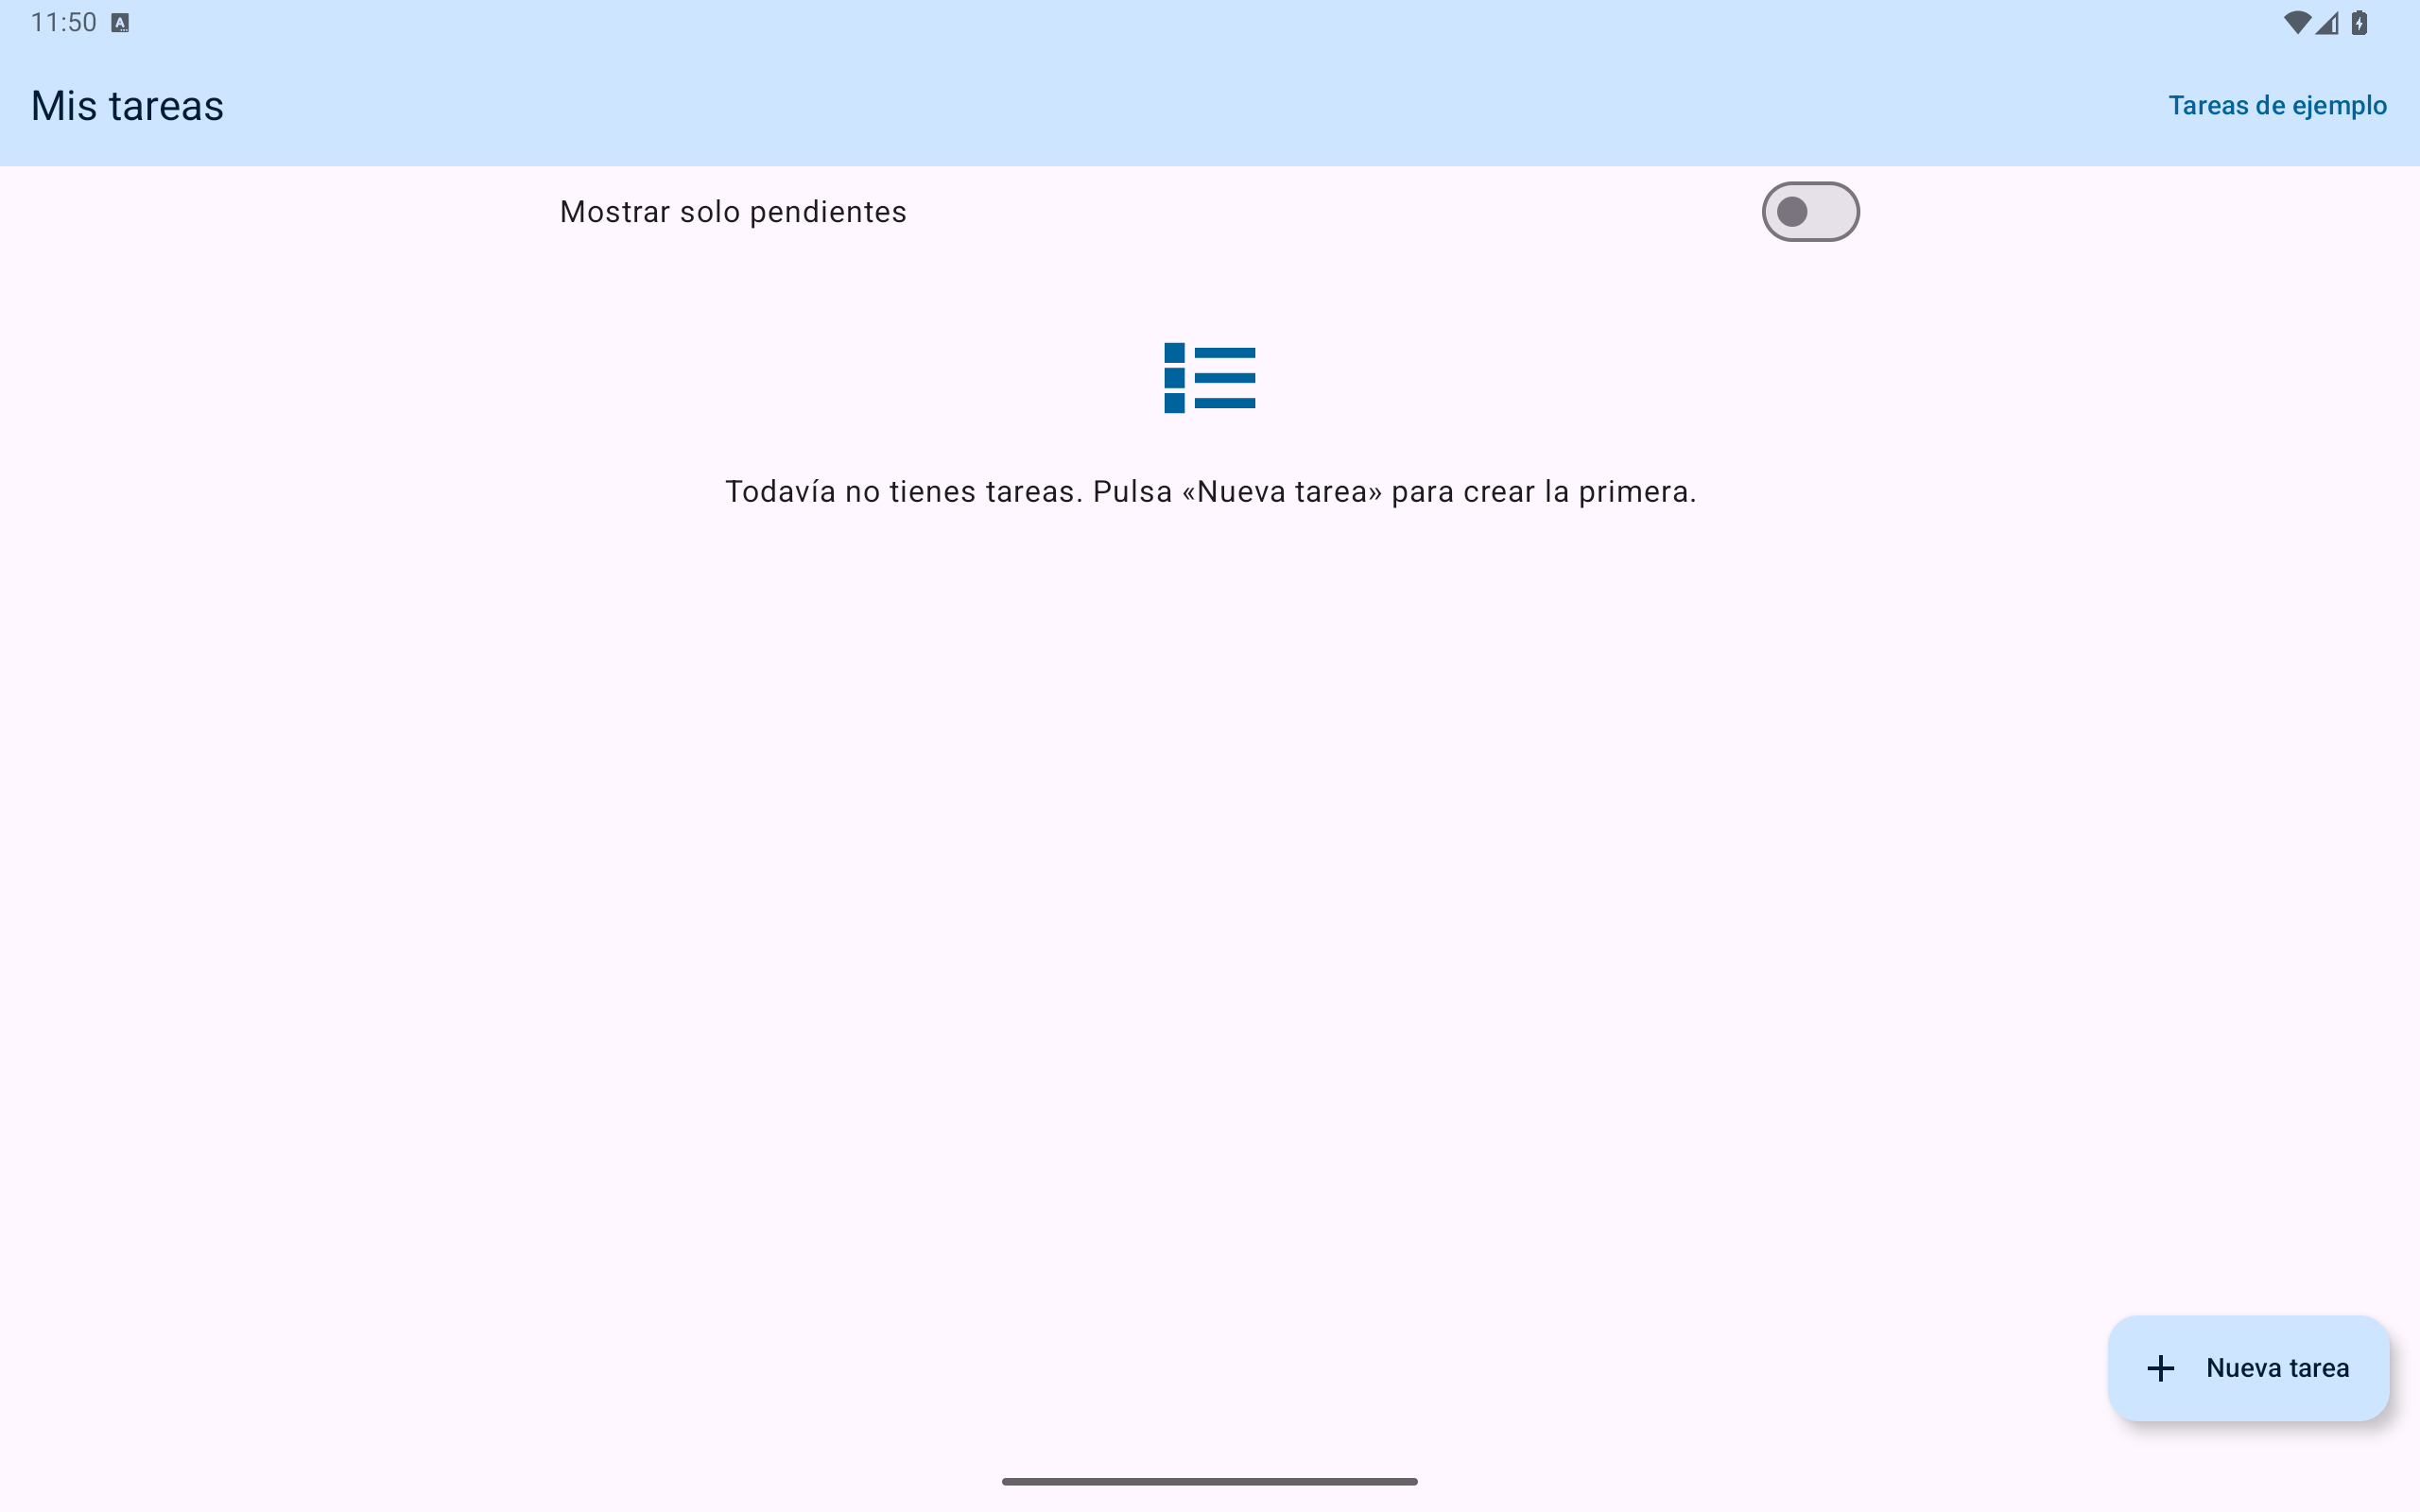 11:50
Mis tareas
Tareas de ejemplo
Mostrar solo pendientes
Todavía no tienes tareas. Pulsa «Nueva tarea» para crear la primera.
Nueva tarea